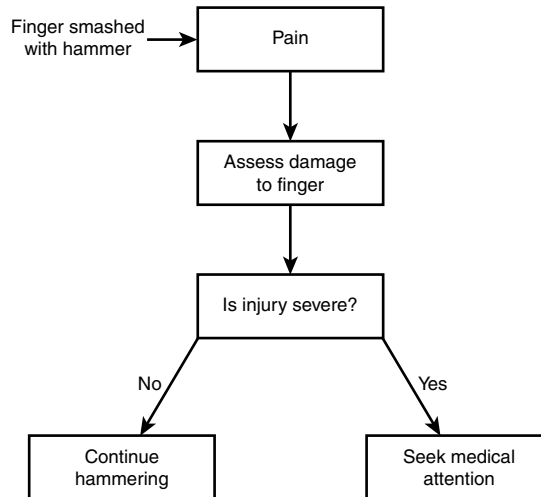 Finger smashed
with hammer
Pain
Assess damage
to finger
Is injury severe?
No
Yes
Continue
hammering
Seek medical
attention